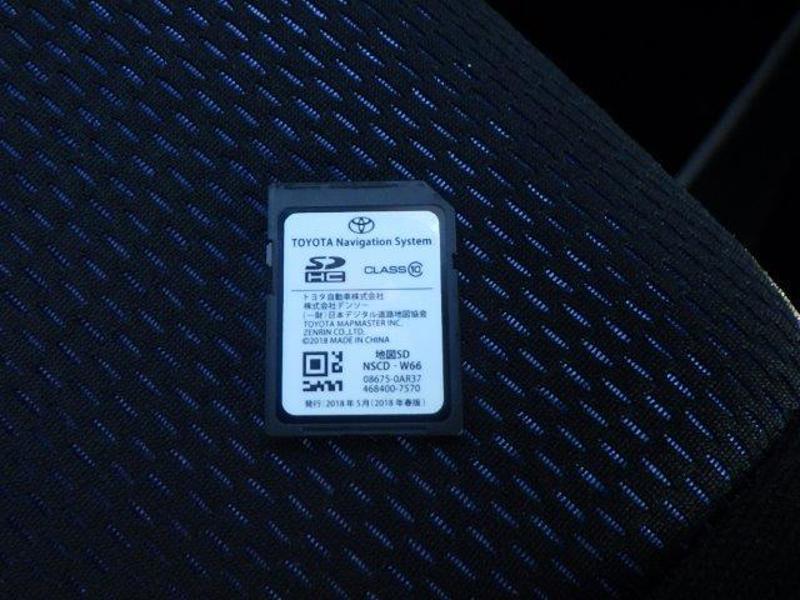 TOYOTA Navigation System
SD HC CLASS 10
トヨタ自動車株式会社
株式会社デンソー
(一財)日本デジタル道路地図協会
TOYOTA MAPMASTER INC.
ZENRIN CO.,LTD.
©2018 MADE IN CHINA
地図SD
NSCD - W66
08675-0AR37
468400-7570
発行:2018年5月(2018年春版)